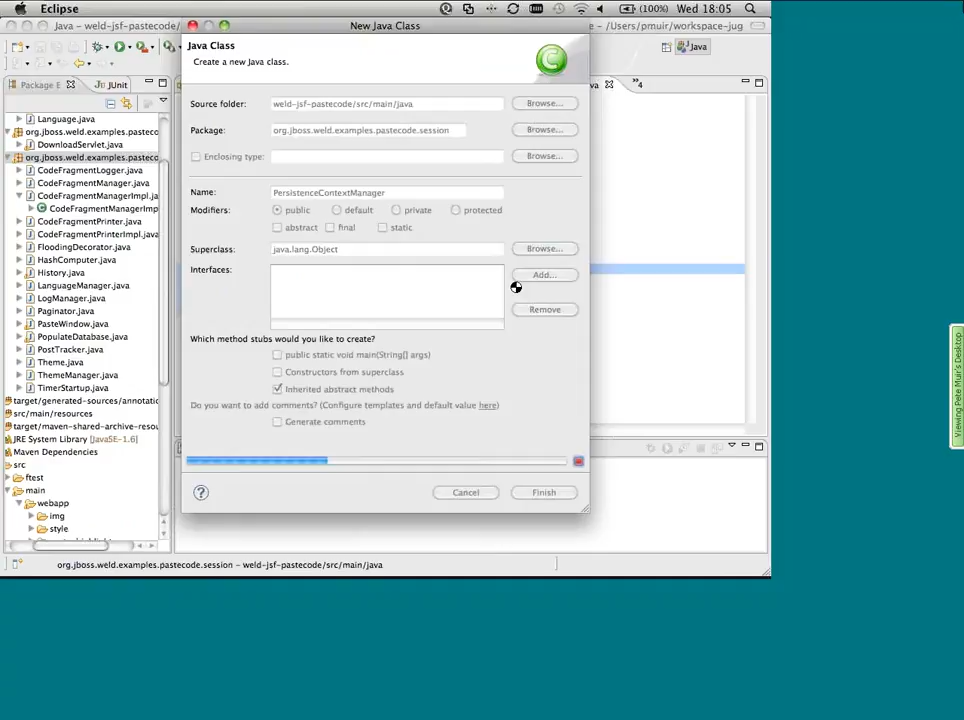 Eclipse
(100%) Wed 18:05
Java – weld-jsf-pastecode/
New Java Class
e – /Users/pmuir/workspace-jug
Java
Package E
JUnit
va
4
Java Class
Create a new Java class.
Source folder:
weld-jsf-pastecode/src/main/java
Browse...
Package:
org.jboss.weld.examples.pastecode.session
Browse...
Enclosing type:
Browse...
Name:
PersistenceContextManager
Modifiers:
public
default
private
protected
abstract
final
static
Superclass:
java.lang.Object
Browse...
Interfaces:
Add...
Remove
Which method stubs would you like to create?
public static void main(String[] args)
Constructors from superclass
Inherited abstract methods
Do you want to add comments? (Configure templates and default value here)
Generate comments
?
Cancel
Finish
Language.java
org.jboss.weld.examples.pasteco
DownloadServlet.java
org.jboss.weld.examples.pasteco
CodeFragmentLogger.java
CodeFragmentManager.java
CodeFragmentManagerImpl.ja
CodeFragmentManagerImp
CodeFragmentPrinter.java
CodeFragmentPrinterImpl.java
FloodingDecorator.java
HashComputer.java
History.java
LanguageManager.java
LogManager.java
Paginator.java
PasteWindow.java
PopulateDatabase.java
PostTracker.java
Theme.java
ThemeManager.java
TimerStartup.java
target/generated-sources/annotatio
src/main/resources
target/maven-shared-archive-resou
JRE System Library [JavaSE-1.6]
Maven Dependencies
src
ftest
main
webapp
img
style
org.jboss.weld.examples.pastecode.session – weld-jsf-pastecode/src/main/java
Viewing Pete Muir's Desktop